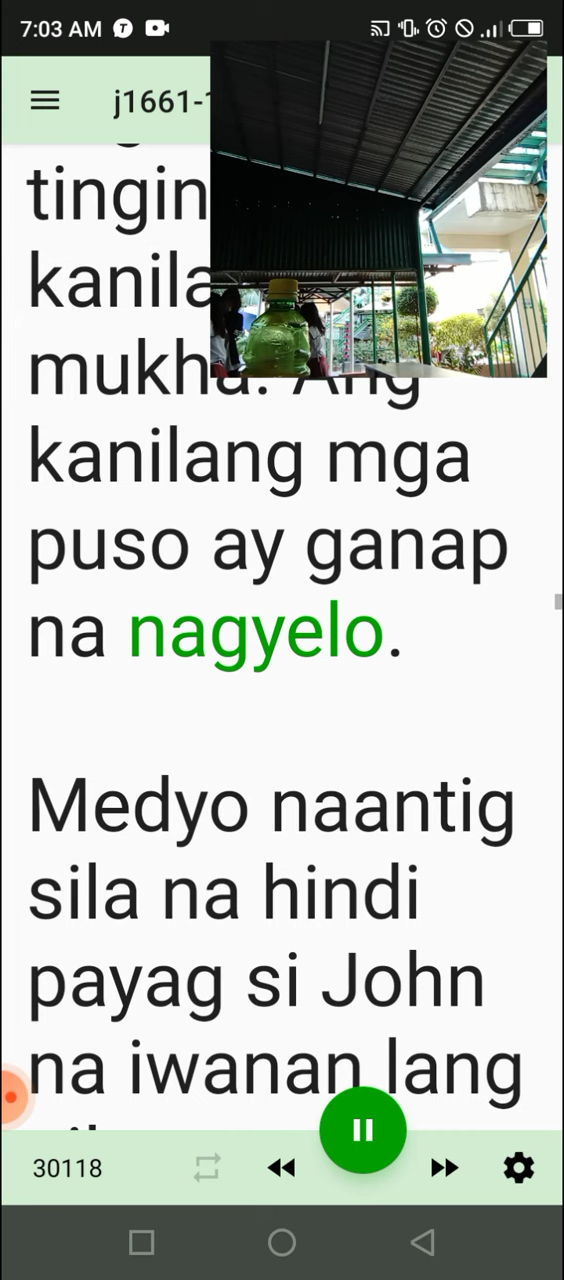 7:03 AM
j1661-1
tingin
kanila
mukha. Ang
kanilang mga
puso ay ganap
na nagyelo.
Medyo naantig
sila na hindi
payag si John
na iwanan lang
30118